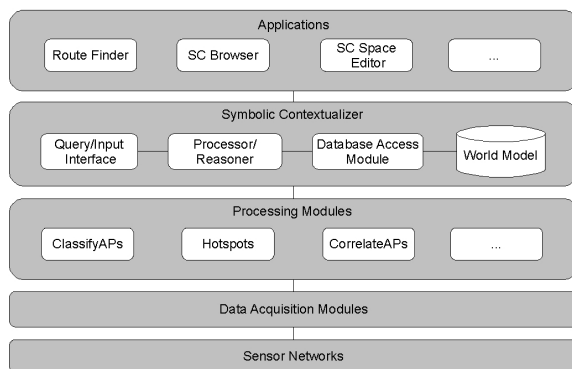 Applications
Route Finder
SC Browser
SC Space
Editor
...
Symbolic Contextualizer
Query/Input
Interface
Processor/
Reasoner
Database Access
Module
World Model
Processing Modules
ClassifyAPs
Hotspots
CorrelateAPs
...
Data Acquisition Modules
Sensor Networks